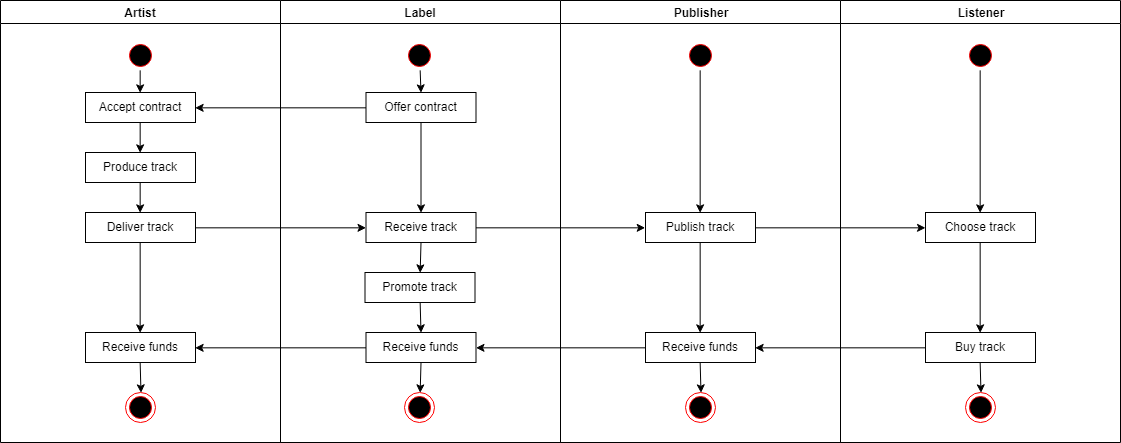 Artist
Label
Publisher
Listener
Accept contract
Offer contract
Produce track
Deliver track
Receive track
Publish track
Choose track
Promote track
Receive funds
Receive funds
Receive funds
Buy track